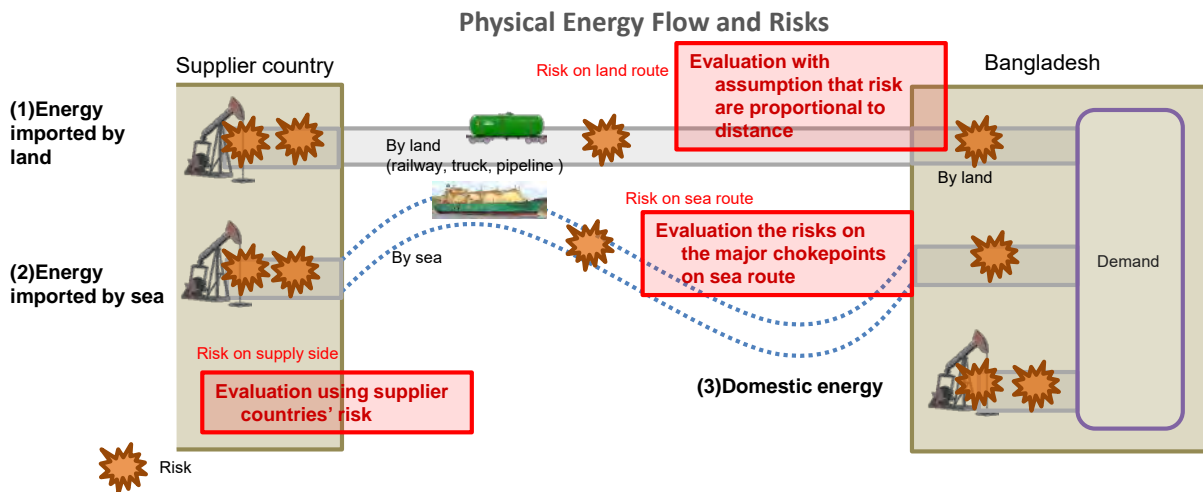 Physical Energy Flow and Risks
Supplier country
Bangladesh
(1)Energy
imported by
land
Risk on land route
Evaluation with
assumption that risk
are proportional to
distance
By land
(railway, truck, pipeline )
By land
Risk on sea route
Evaluation the risks on
the major chokepoints
on sea route
(2)Energy
imported by sea
By sea
Demand
Risk on supply side
Evaluation using supplier
countries' risk
(3)Domestic energy
Risk